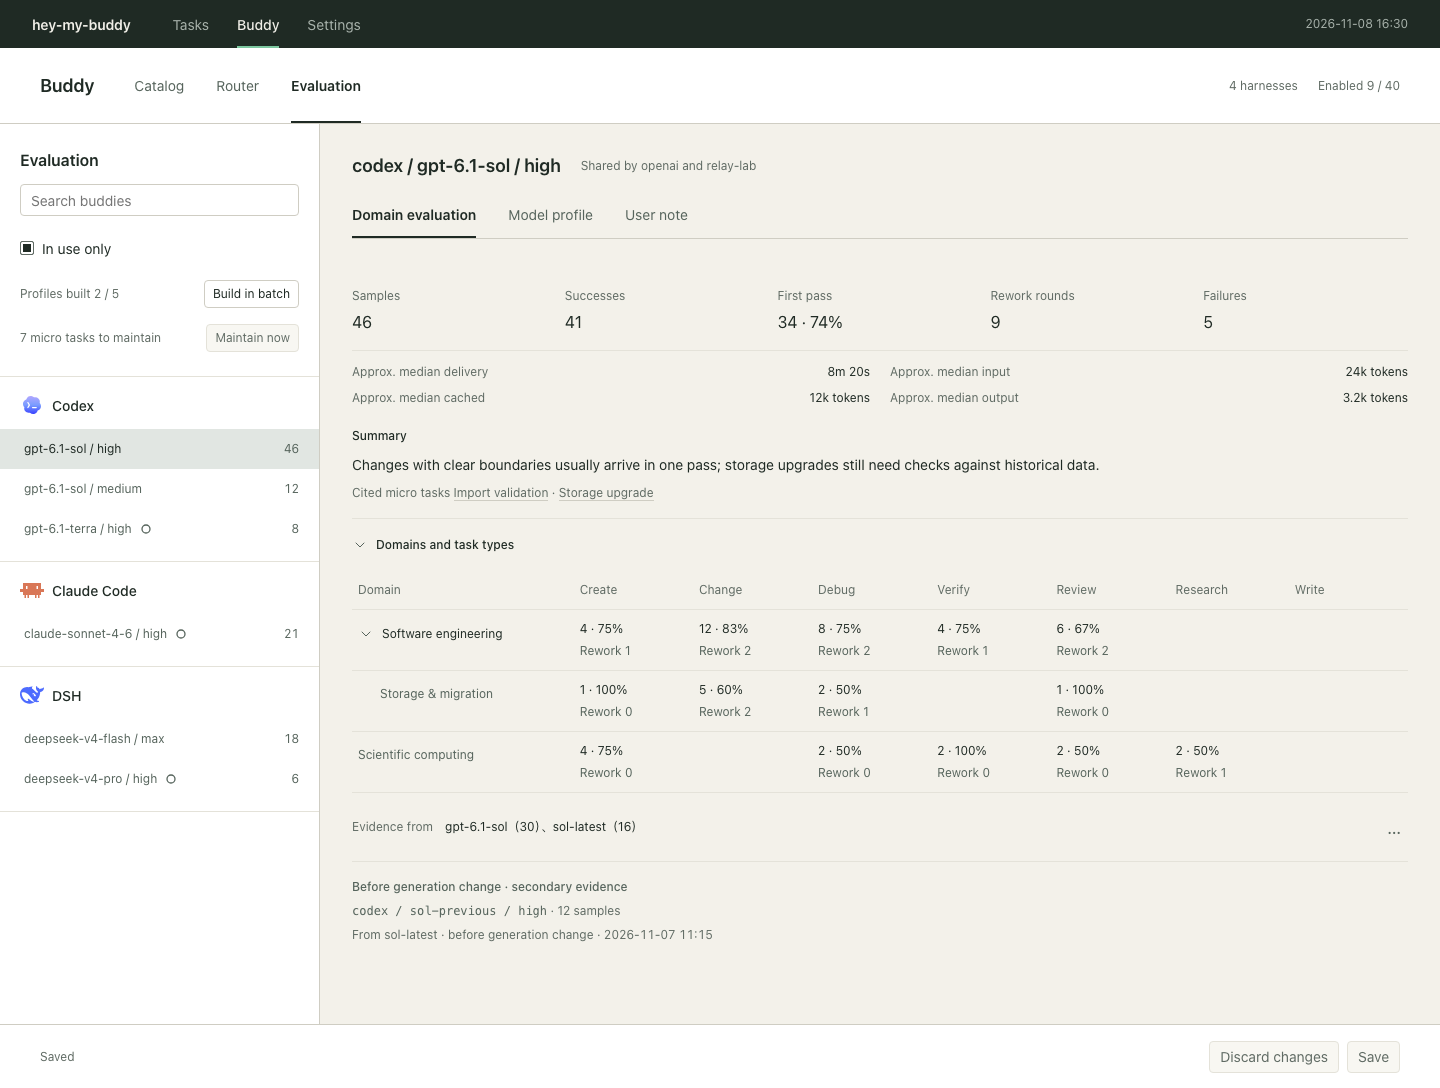 hey-my-buddy Tasks Buddy Settings 2026-11-08 16:30
Buddy Catalog Router Evaluation 4 harnesses Enabled 9 / 40
Evaluation
Search buddies
In use only
Profiles built 2 / 5 Build in batch
7 micro tasks to maintain Maintain now
Codex
gpt-6.1-sol / high 46
gpt-6.1-sol / medium 12
gpt-6.1-terra / high 8
Claude Code
claude-sonnet-4-6 / high 21
DSH
deepseek-v4-flash / max 18
deepseek-v4-pro / high 6
codex / gpt-6.1-sol / high Shared by openai and relay-lab
Domain evaluation Model profile User note
Samples Successes First pass Rework rounds Failures
46 41 34 · 74% 9 5
Approx. median delivery 8m 20s Approx. median input 24k tokens
Approx. median cached 12k tokens Approx. median output 3.2k tokens
Summary
Changes with clear boundaries usually arrive in one pass; storage upgrades still need checks against historical data.
Cited micro tasks Import validation · Storage upgrade
Domains and task types
Domain Create Change Debug Verify Review Research Write
Software engineering 4 · 75% 12 · 83% 8 · 75% 4 · 75% 6 · 67%
Rework 1 Rework 2 Rework 2 Rework 1 Rework 2
Storage & migration 1 · 100% 5 · 60% 2 · 50% 1 · 100%
Rework 0 Rework 2 Rework 1 Rework 0
Scientific computing 4 · 75% 2 · 50% 2 · 100% 2 · 50% 2 · 50%
Rework 0 Rework 0 Rework 0 Rework 0 Rework 1
Evidence from gpt-6.1-sol (30)、sol-latest (16) ...
Before generation change · secondary evidence
codex / sol-previous / high · 12 samples
From sol-latest · before generation change · 2026-11-07 11:15
Saved Discard changes Save